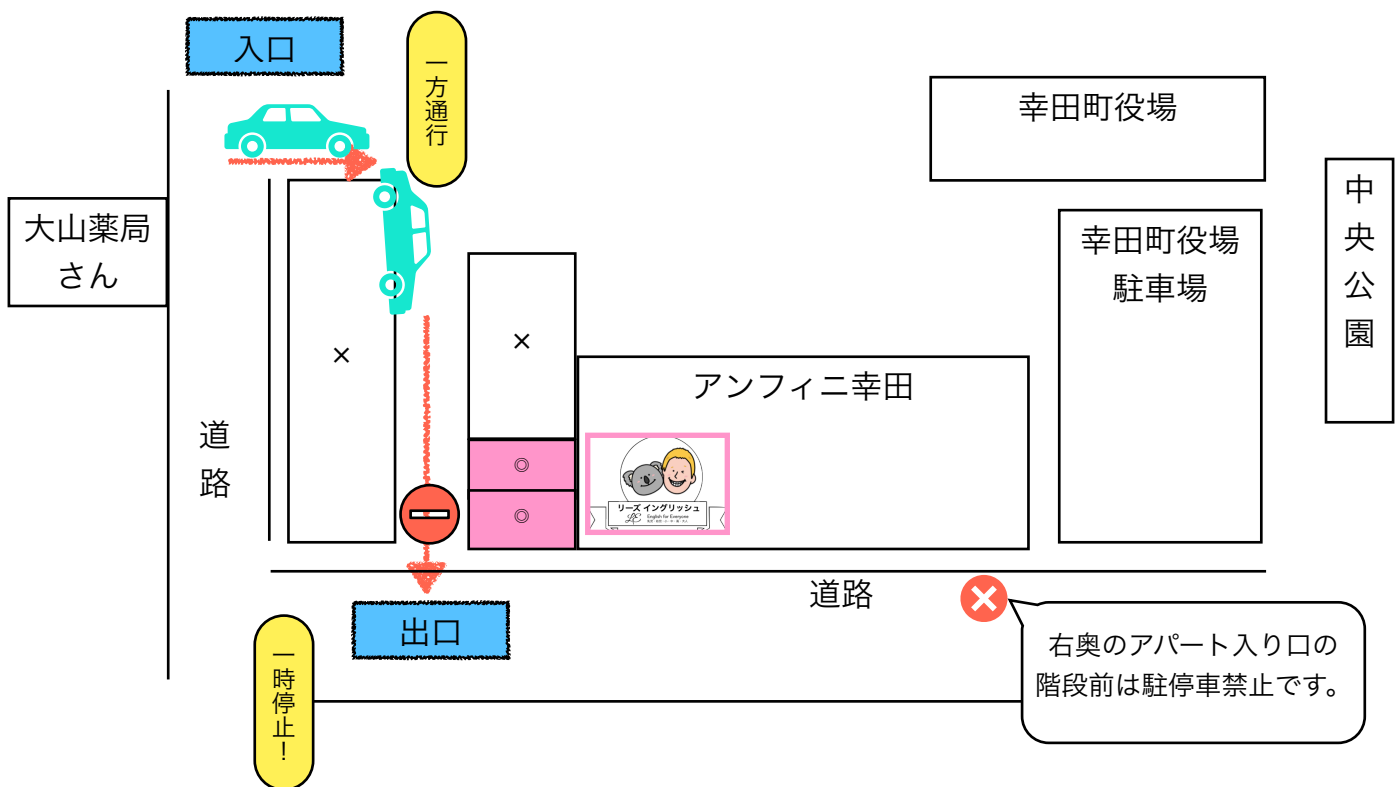 入口
一方通行
幸田町役場
大山薬局
さん
幸田町役場
駐車場
中央公園
×
×
アンフィニ幸田
道路
◎
◎
リーズ イングリッシュ
English for Everyone
道路
出口
一時停止！
右奥のアパート入り口の
階段前は駐停車禁止です。